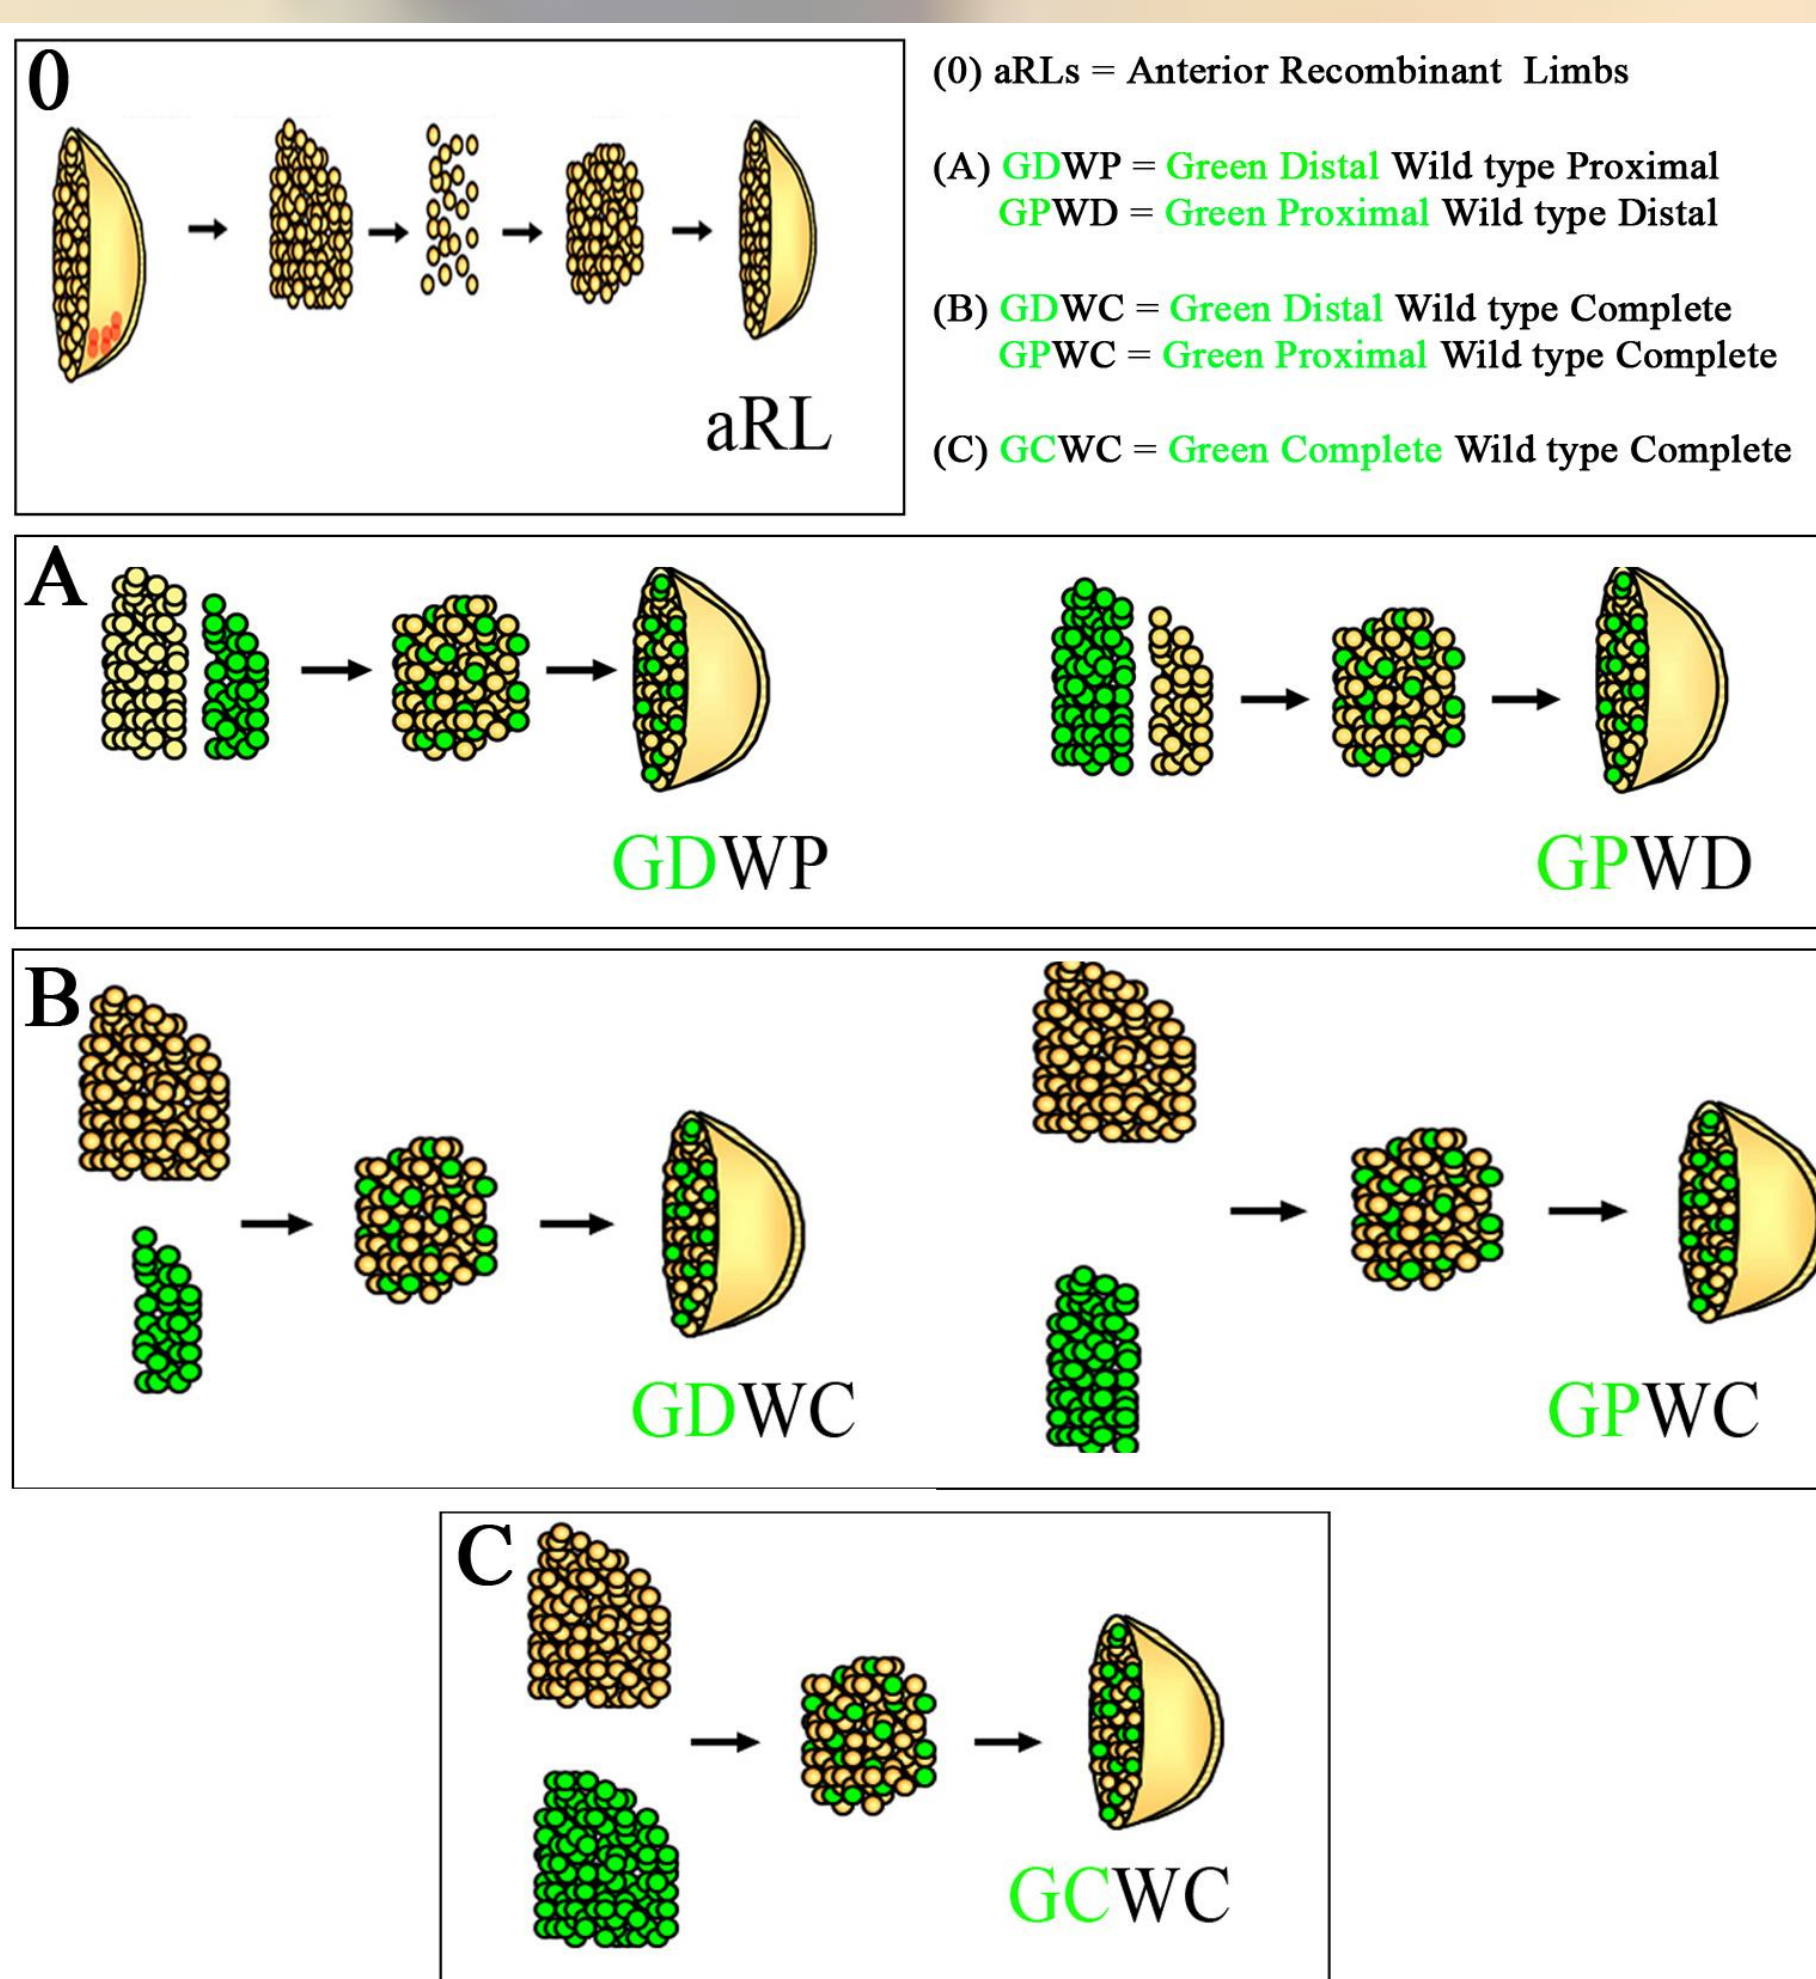 0
aRL
(0) aRLs = Anterior Recombinant Limbs
(A) GDWP = Green Distal Wild type Proximal
GPWD = Green Proximal Wild type Distal
(B) GDWC = Green Distal Wild type Complete
GPWC = Green Proximal Wild type Complete
(C) GCWC = Green Complete Wild type Complete
A
GDWP
GPWD
B
GDWC
GPWC
C
GCWC